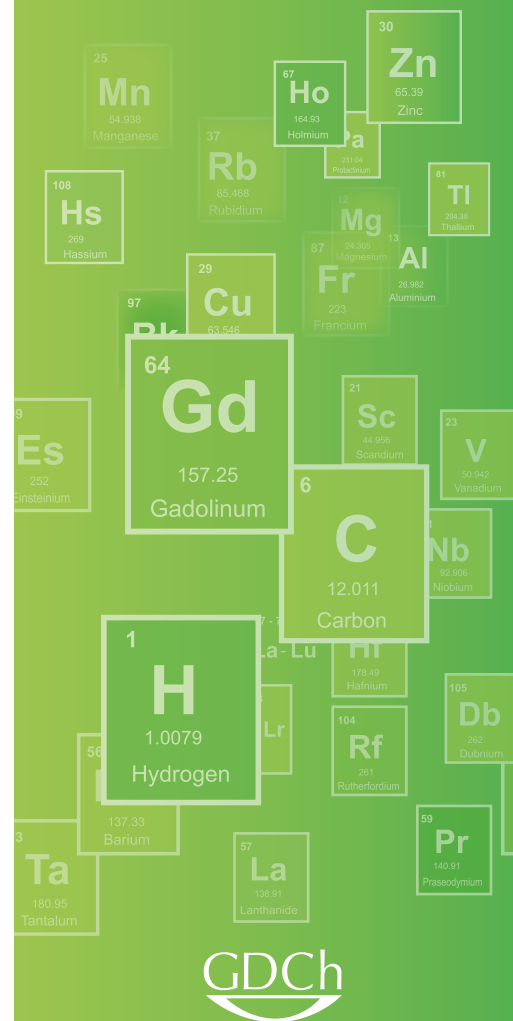 30
Zn
65.39
Zinc
25
Mn
54.938
Manganese
67
Ho
164.93
Holmium
Pa
231.04
Protactinium
37
Rb
85.468
Rubidium
108
Hs
269
Hassium
81
Tl
204.38
Thallium
12
Mg
24.305
Magnesium
13
Al
26.982
Aluminium
87
Fr
223
Francium
29
Cu
63.546
97
Bk
64
Gd
157.25
Gadolinum
21
Sc
44.956
Scandium
9
Es
252
Einsteinium
23
V
50.942
Vanadium
6
C
12.011
Carbon
1
Nb
92.906
Niobium
La - Lu
Hf
178.49
Hafnium
1
H
1.0079
Hydrogen
Lr
104
Rf
261
Rutherfordium
105
Db
262
Dubnium
56
137.33
Barium
3
Ta
180.95
Tantalum
57
La
138.91
Lanthanide
59
Pr
140.91
Praseodymium
GDCh